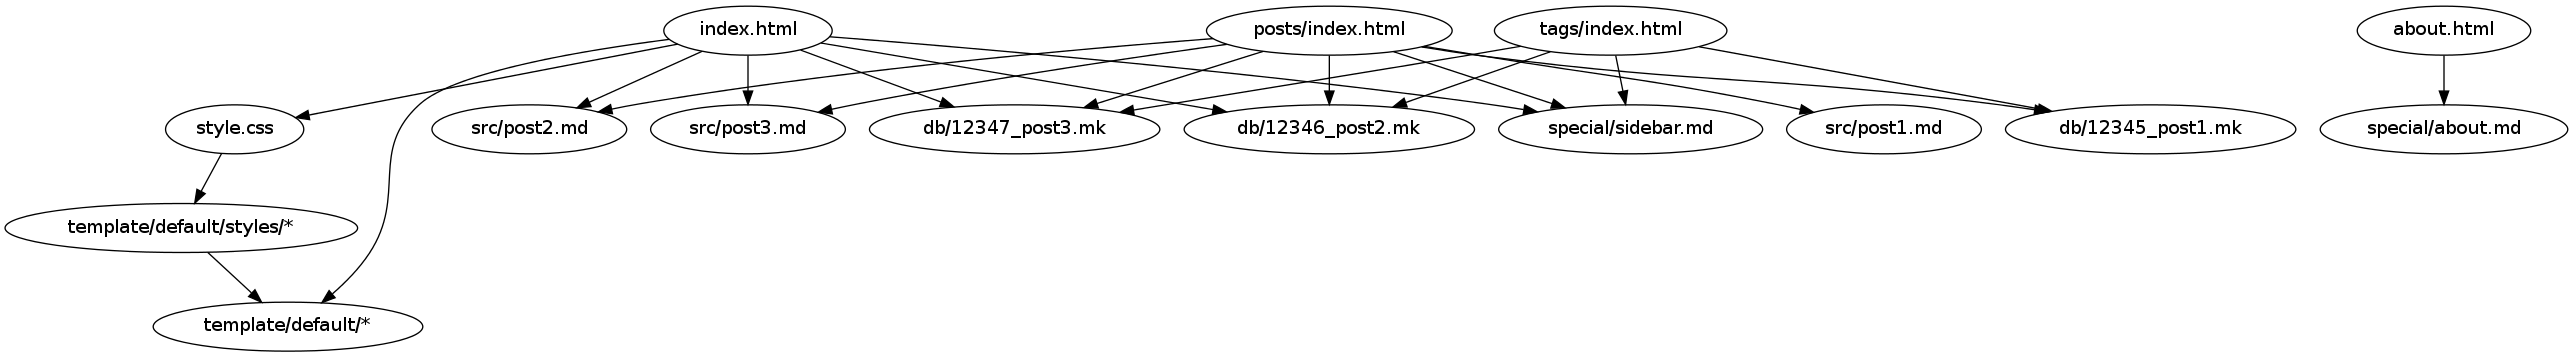 index.html
posts/index.html
tags/index.html
about.html
style.css
src/post2.md
src/post3.md
db/12347_post3.mk
db/12346_post2.mk
special/sidebar.md
src/post1.md
db/12345_post1.mk
special/about.md
template/default/styles/*
template/default/*